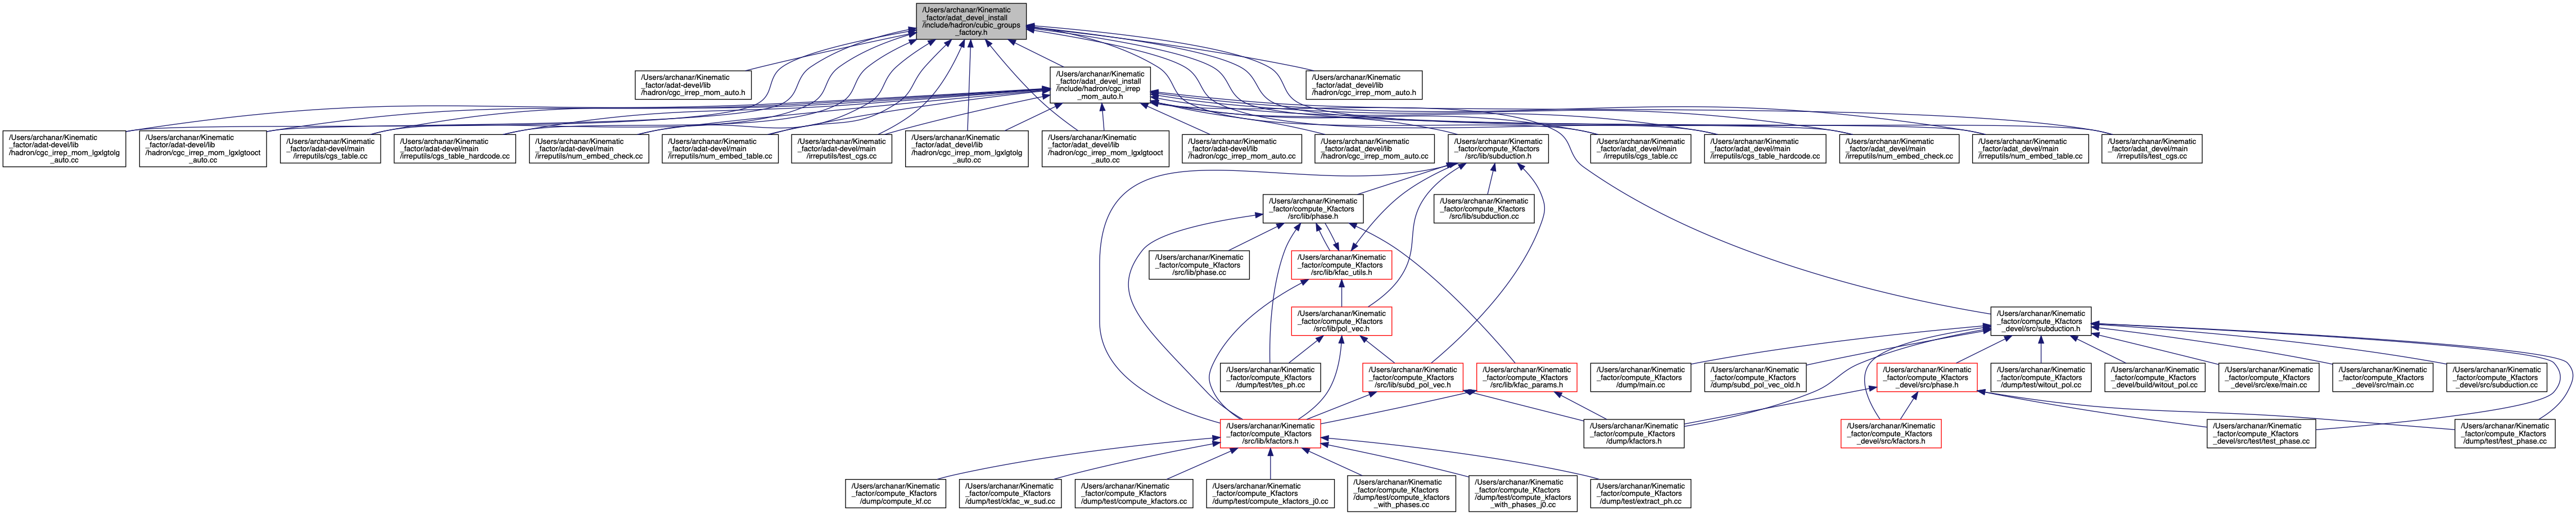 /Users/archanar/Kinematic
_factor/adat_devel_install
/include/hadron/cubic_groups
_factory.h
/Users/archanar/Kinematic
_factor/adat-devel/lib
/hadron/cgc_irrep_mom_auto.h
/Users/archanar/Kinematic
_factor/adat_devel_install
/include/hadron/cgc_irrep
_mom_auto.h
/Users/archanar/Kinematic
_factor/adat_devel/lib
/hadron/cgc_irrep_mom_auto.h
/Users/archanar/Kinematic
_factor/adat-devel/lib
/hadron/cgc_irrep_mom_lgxlgtolg
_auto.cc
/Users/archanar/Kinematic
_factor/adat-devel/lib
/hadron/cgc_irrep_mom_lgxlgtooct
_auto.cc
/Users/archanar/Kinematic
_factor/adat-devel/main
/irreputils/cgs_table.cc
/Users/archanar/Kinematic
_factor/adat-devel/main
/irreputils/cgs_table_hardcode.cc
/Users/archanar/Kinematic
_factor/adat-devel/main
/irreputils/num_embed_check.cc
/Users/archanar/Kinematic
_factor/adat-devel/main
/irreputils/num_embed_table.cc
/Users/archanar/Kinematic
_factor/adat-devel/main
/irreputils/test_cgs.cc
/Users/archanar/Kinematic
_factor/adat_devel/lib
/hadron/cgc_irrep_mom_lgxlgtolg
_auto.cc
/Users/archanar/Kinematic
_factor/adat_devel/lib
/hadron/cgc_irrep_mom_lgxlgtooct
_auto.cc
/Users/archanar/Kinematic
_factor/adat-devel/lib
/hadron/cgc_irrep_mom_auto.cc
/Users/archanar/Kinematic
_factor/adat_devel/lib
/hadron/cgc_irrep_mom_auto.cc
/Users/archanar/Kinematic
_factor/compute_Kfactors
/src/lib/subduction.h
/Users/archanar/Kinematic
_factor/adat_devel/main
/irreputils/cgs_table.cc
/Users/archanar/Kinematic
_factor/adat_devel/main
/irreputils/cgs_table_hardcode.cc
/Users/archanar/Kinematic
_factor/adat_devel/main
/irreputils/num_embed_check.cc
/Users/archanar/Kinematic
_factor/adat_devel/main
/irreputils/num_embed_table.cc
/Users/archanar/Kinematic
_factor/adat_devel/main
/irreputils/test_cgs.cc
/Users/archanar/Kinematic
_factor/compute_Kfactors
/src/lib/phase.h
/Users/archanar/Kinematic
_factor/compute_Kfactors
/src/lib/subduction.cc
/Users/archanar/Kinematic
_factor/compute_Kfactors
/src/lib/phase.cc
/Users/archanar/Kinematic
_factor/compute_Kfactors
/src/lib/kfac_utils.h
/Users/archanar/Kinematic
_factor/compute_Kfactors
/src/lib/pol_vec.h
/Users/archanar/Kinematic
_factor/compute_Kfactors
_devel/src/subduction.h
/Users/archanar/Kinematic
_factor/compute_Kfactors
/dump/test/tes_ph.cc
/Users/archanar/Kinematic
_factor/compute_Kfactors
/src/lib/subd_pol_vec.h
/Users/archanar/Kinematic
_factor/compute_Kfactors
/src/lib/kfac_params.h
/Users/archanar/Kinematic
_factor/compute_Kfactors
/dump/main.cc
/Users/archanar/Kinematic
_factor/compute_Kfactors
/dump/subd_pol_vec_old.h
/Users/archanar/Kinematic
_factor/compute_Kfactors
_devel/src/phase.h
/Users/archanar/Kinematic
_factor/compute_Kfactors
/dump/test/witout_pol.cc
/Users/archanar/Kinematic
_factor/compute_Kfactors
_devel/build/witout_pol.cc
/Users/archanar/Kinematic
_factor/compute_Kfactors
_devel/src/exe/main.cc
/Users/archanar/Kinematic
_factor/compute_Kfactors
_devel/src/main.cc
/Users/archanar/Kinematic
_factor/compute_Kfactors
_devel/src/subduction.cc
/Users/archanar/Kinematic
_factor/compute_Kfactors
/src/lib/kfactors.h
/Users/archanar/Kinematic
_factor/compute_Kfactors
/dump/kfactors.h
/Users/archanar/Kinematic
_factor/compute_Kfactors
_devel/src/kfactors.h
/Users/archanar/Kinematic
_factor/compute_Kfactors
_devel/src/test/test_phase.cc
/Users/archanar/Kinematic
_factor/compute_Kfactors
/dump/test/test_phase.cc
/Users/archanar/Kinematic
_factor/compute_Kfactors
/dump/compute_kf.cc
/Users/archanar/Kinematic
_factor/compute_Kfactors
/dump/test/ckfac_w_sud.cc
/Users/archanar/Kinematic
_factor/compute_Kfactors
/dump/test/compute_kfactors.cc
/Users/archanar/Kinematic
_factor/compute_Kfactors
/dump/test/compute_kfactors_j0.cc
/Users/archanar/Kinematic
_factor/compute_Kfactors
/dump/test/compute_kfactors
_with_phases.cc
/Users/archanar/Kinematic
_factor/compute_Kfactors
/dump/test/compute_kfactors
_with_phases_j0.cc
/Users/archanar/Kinematic
_factor/compute_Kfactors
/dump/test/extract_ph.cc